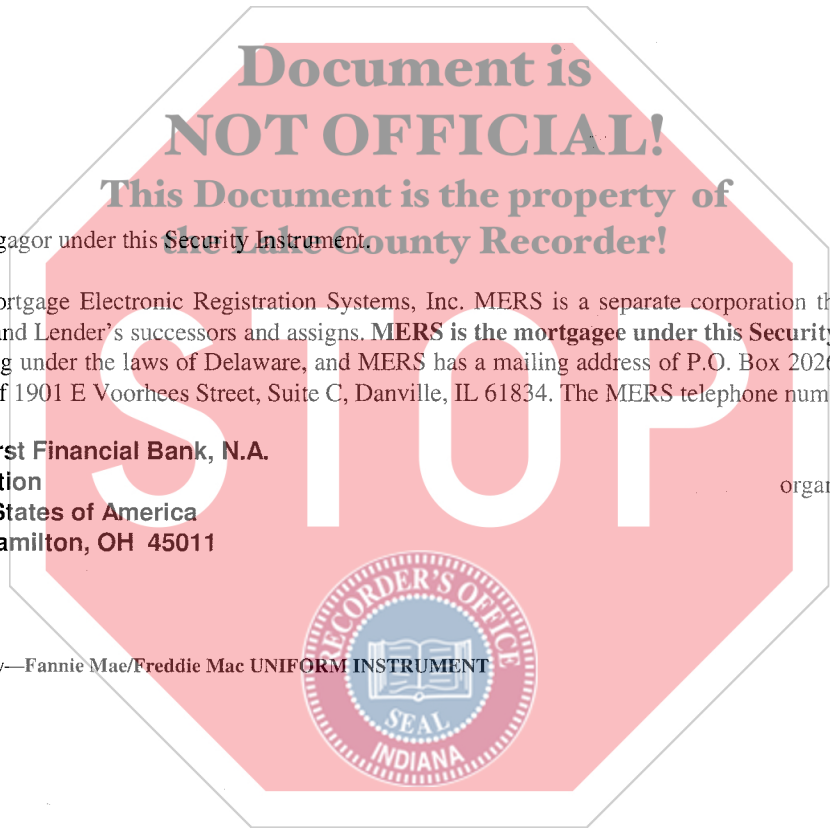 Document is
NOT OFFICIAL!
This Document is the property of
the Lake County Recorder!
gagor under this Security Instrument.
ortgage Electronic Registration Systems, Inc. MERS is a separate corporation th
nd Lender’s successors and assigns. MERS is the mortgagee under this Security
g under the laws of Delaware, and MERS has a mailing address of P.O. Box 2026
f 1901 E Voorhees Street, Suite C, Danville, IL 61834. The MERS telephone num
STOP
rst Financial Bank, N.A.
tion
organ
States of America
amilton, OH 45011
RECORDER'S OFFICE
SEAL
INDIANA
y—Fannie Mae/Freddie Mac UNIFORM INSTRUMENT